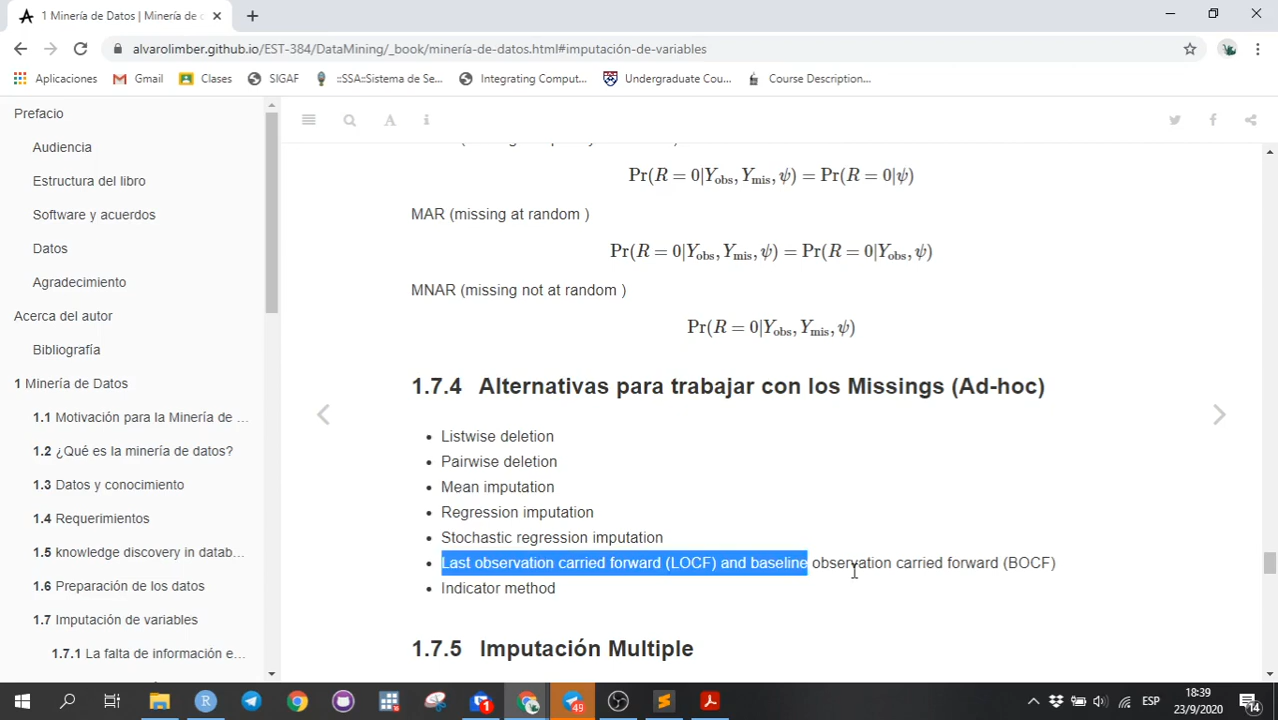 1 Minería de Datos | Minería de
alvarolimber.github.io/EST-384/DataMining/_book/minería-de-datos.html#imputación-de-variables
Aplicaciones Gmail Clases SIGAF ::SSA::Sistema de Se... Integrating Comput... Undergraduate Cou... Course Description...
Prefacio
Audiencia
Estructura del libro
Software y acuerdos
Datos
Agradecimiento
Acerca del autor
Bibliografía
1 Minería de Datos
1.1 Motivación para la Minería de ...
1.2 ¿Qué es la minería de datos?
1.3 Datos y conocimiento
1.4 Requerimientos
1.5 knowledge discovery in datab...
1.6 Preparación de los datos
1.7 Imputación de variables
1.7.1 La falta de información e...
Pr(R = 0|Yobs, Ymis, ψ) = Pr(R = 0|ψ)
MAR (missing at random )
Pr(R = 0|Yobs, Ymis, ψ) = Pr(R = 0|Yobs, ψ)
MNAR (missing not at random )
Pr(R = 0|Yobs, Ymis, ψ)
1.7.4 Alternativas para trabajar con los Missings (Ad-hoc)
• Listwise deletion
• Pairwise deletion
• Mean imputation
• Regression imputation
• Stochastic regression imputation
• Last observation carried forward (LOCF) and baseline observation carried forward (BOCF)
• Indicator method
1.7.5 Imputación Multiple
49
1
ESP
18:39
23/9/2020
14